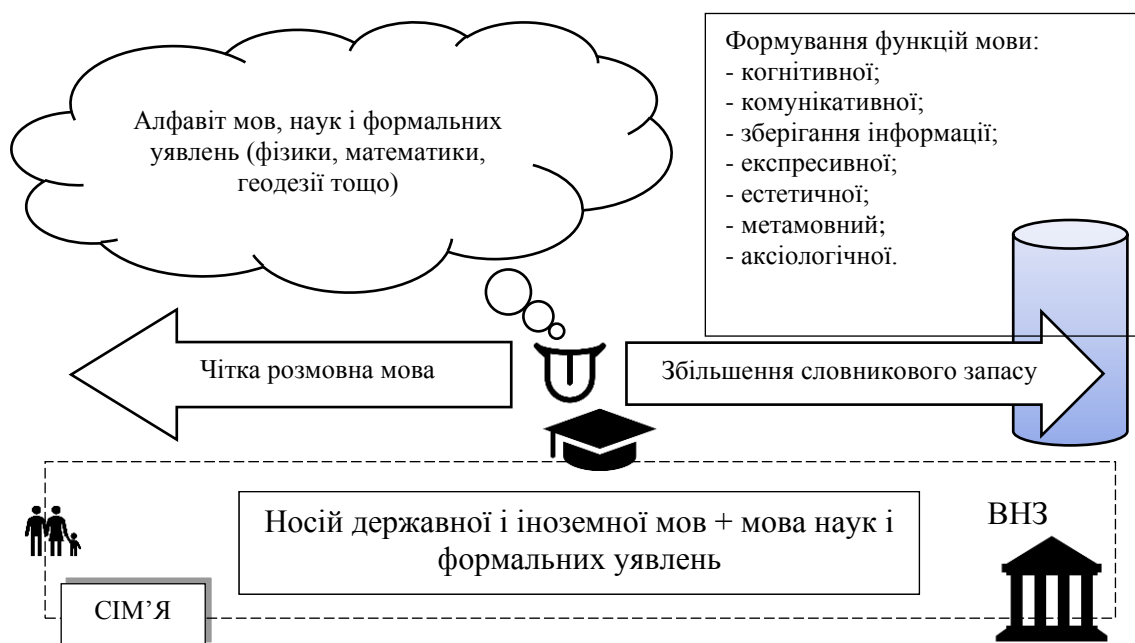 Алфавіт мов, наук і формальних
уявлень (фізики, математики,
геодезії тощо)
Формування функцій мови:
- когнітивної;
- комунікативної;
- зберігання інформації;
- експресивної;
- естетичної;
- метамовний;
- аксіологічної.
Чітка розмовна мова
Збільшення словникового запасу
Носій державної і іноземної мов + мова наук і
формальних уявлень
ВНЗ
СІМ’Я